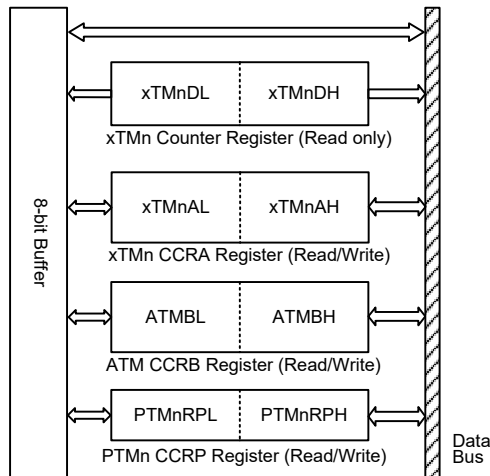 xTMnDL xTMnDH
xTMn Counter Register (Read only)
xTMnAL xTMnAH
xTMn CCRA Register (Read/Write)
8-bit Buffer
ATMBL ATMBH
ATM CCRB Register (Read/Write)
PTMnRPL PTMnRPH
PTMn CCRP Register (Read/Write)
Data
Bus